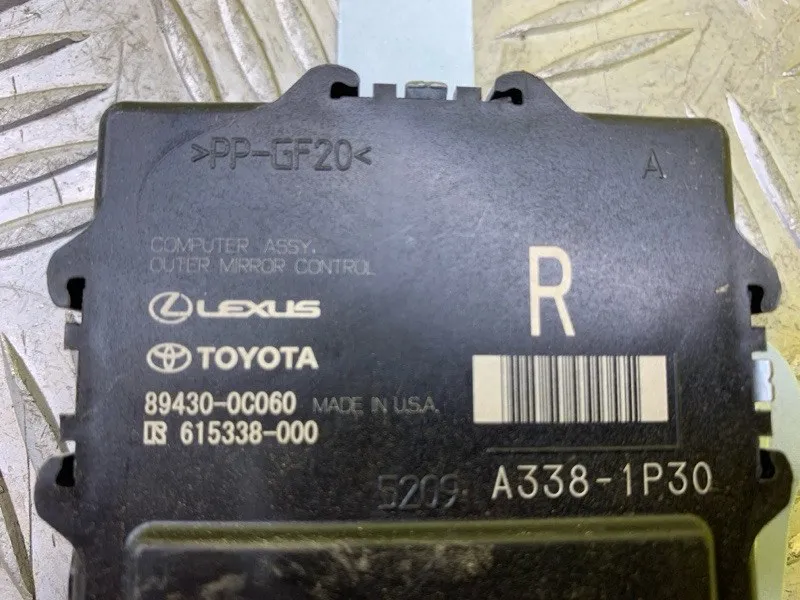 >PP-GF20<
A
COMPUTER ASSY,
OUTER MIRROR CONTROL
R
LEXUS
TOYOTA
89430-0C060 MADE IN U.S.A.
615338-000
5209 A338-1P30